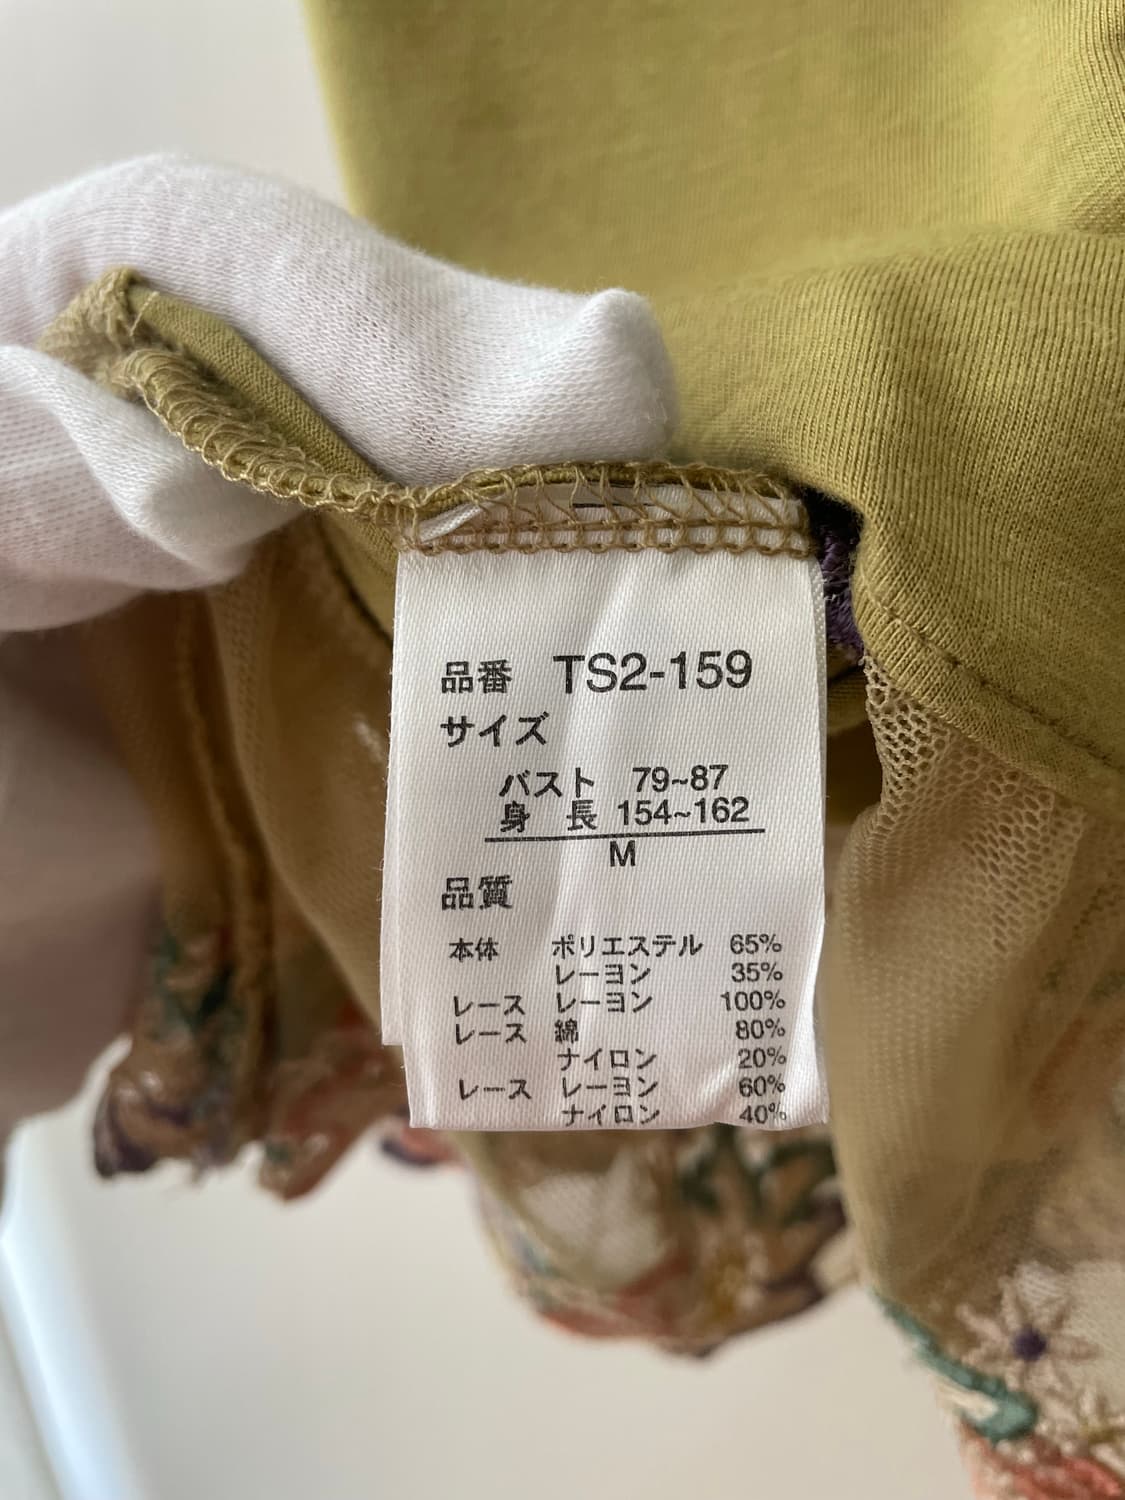 品番 TS2-159
サイズ
バスト 79~87
身 長 154~162
M
品質
本体 ポリエステル 65%
レーヨン 35%
レース レーヨン 100%
レース 綿 80%
ナイロン 20%
レース レーヨン 60%
ナイロン 40%